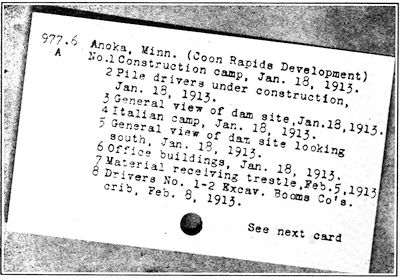 977.6 Anoka, Minn. (Coon Rapids Development)
A No.1 Construction camp, Jan. 18, 1913.
2 Pile drivers under construction,
Jan. 18, 1913.
3 General view of dam site, Jan.18,1913.
4 Italian camp, Jan. 18, 1913.
5 General view of dam site looking
south, Jan. 18, 1913.
6 Office buildings, Jan. 18, 1913.
7 Material receiving trestle, Feb.5,1913
8 Drivers No. 1-2 Excav. Booms Co's.
crib, Feb. 8, 1913.
See next card